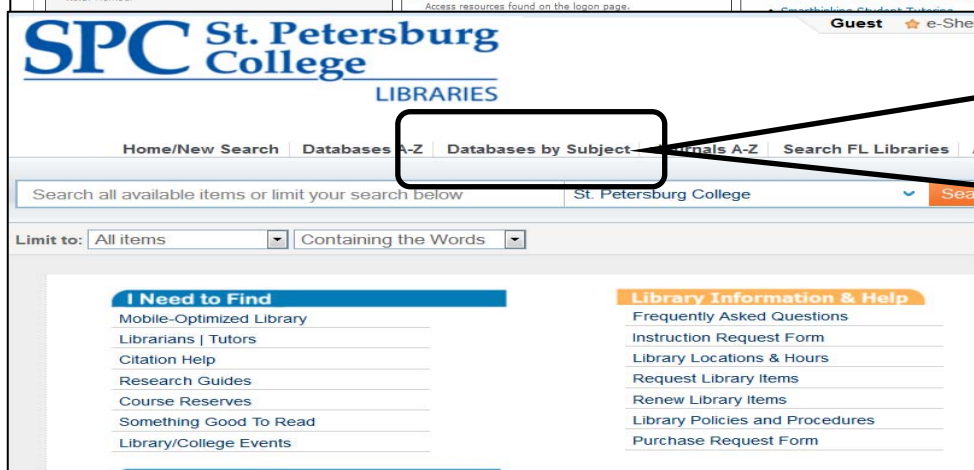 Access resources found on the logon page.
SPC St. Petersburg
College
LIBRARIES
Guest e-She
Home/New Search Databases A-Z Databases by Subject Journals A-Z Search FL Libraries
Search all available items or limit your search below St. Petersburg College Sea
Limit to: All items Containing the Words
I Need to Find
Mobile-Optimized Library
Librarians | Tutors
Citation Help
Research Guides
Course Reserves
Something Good To Read
Library/College Events
Library Information & Help
Frequently Asked Questions
Instruction Request Form
Library Locations & Hours
Request Library Items
Renew Library Items
Library Policies and Procedures
Purchase Request Form